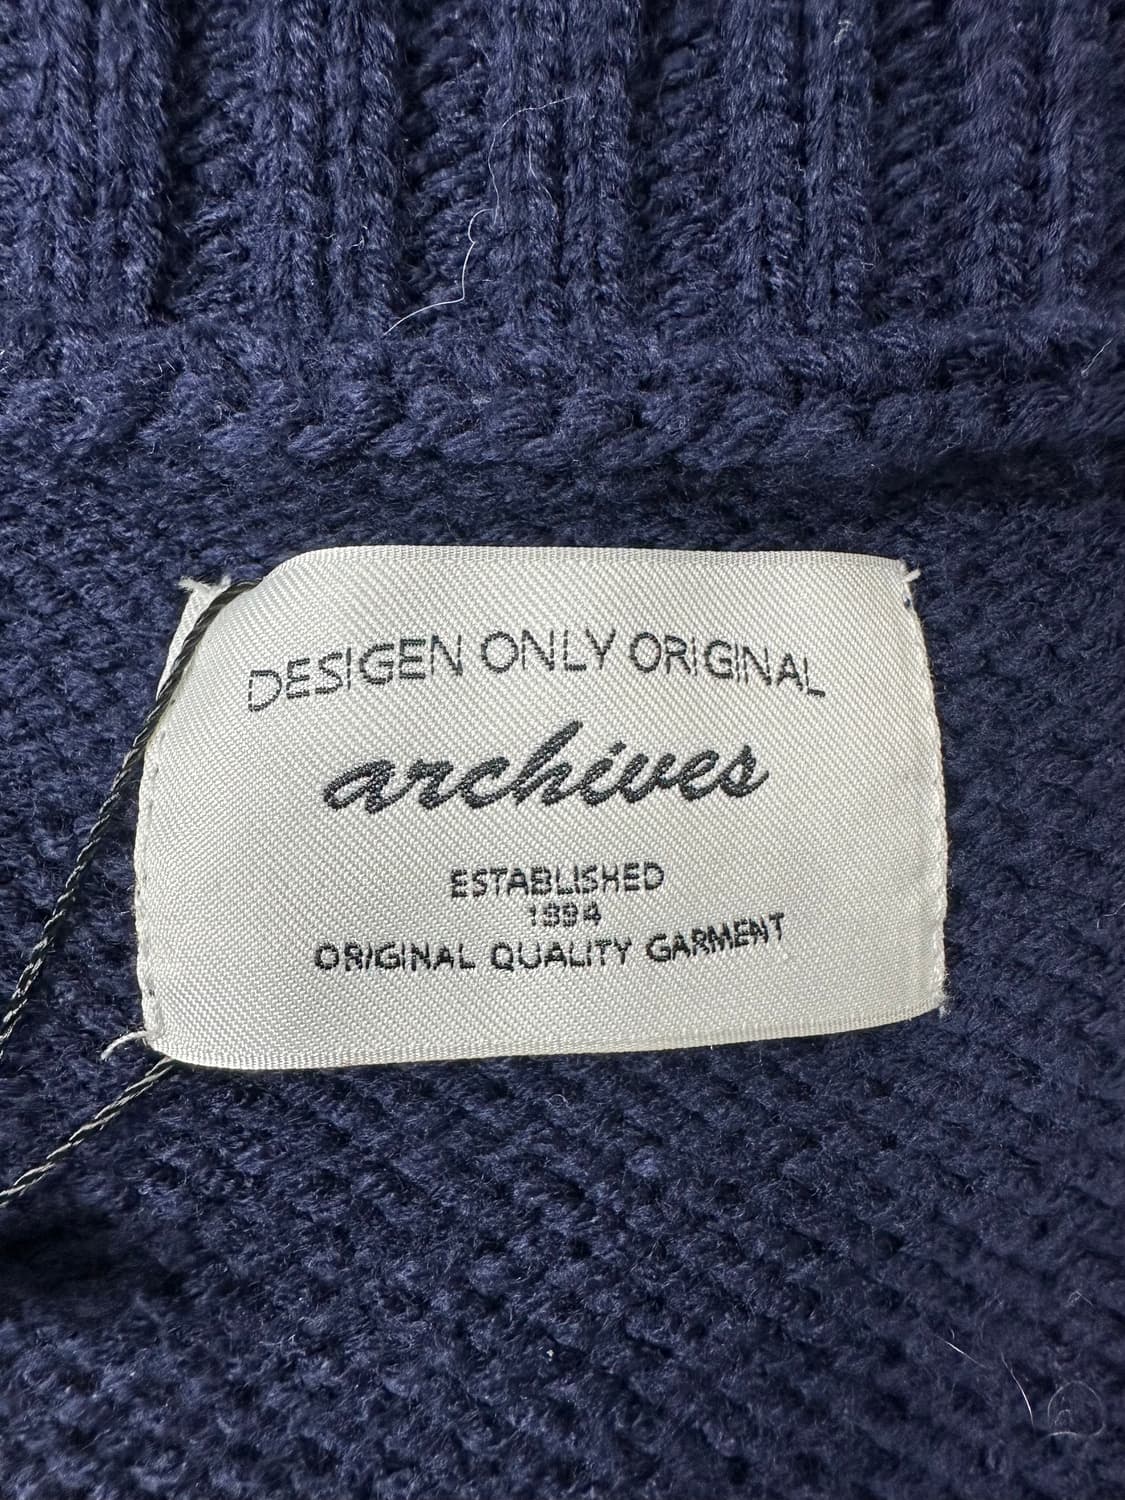 DESIGEN ONLY ORIGINAL
archives
ESTABLISHED
1994
ORIGINAL QUALITY GARMENT